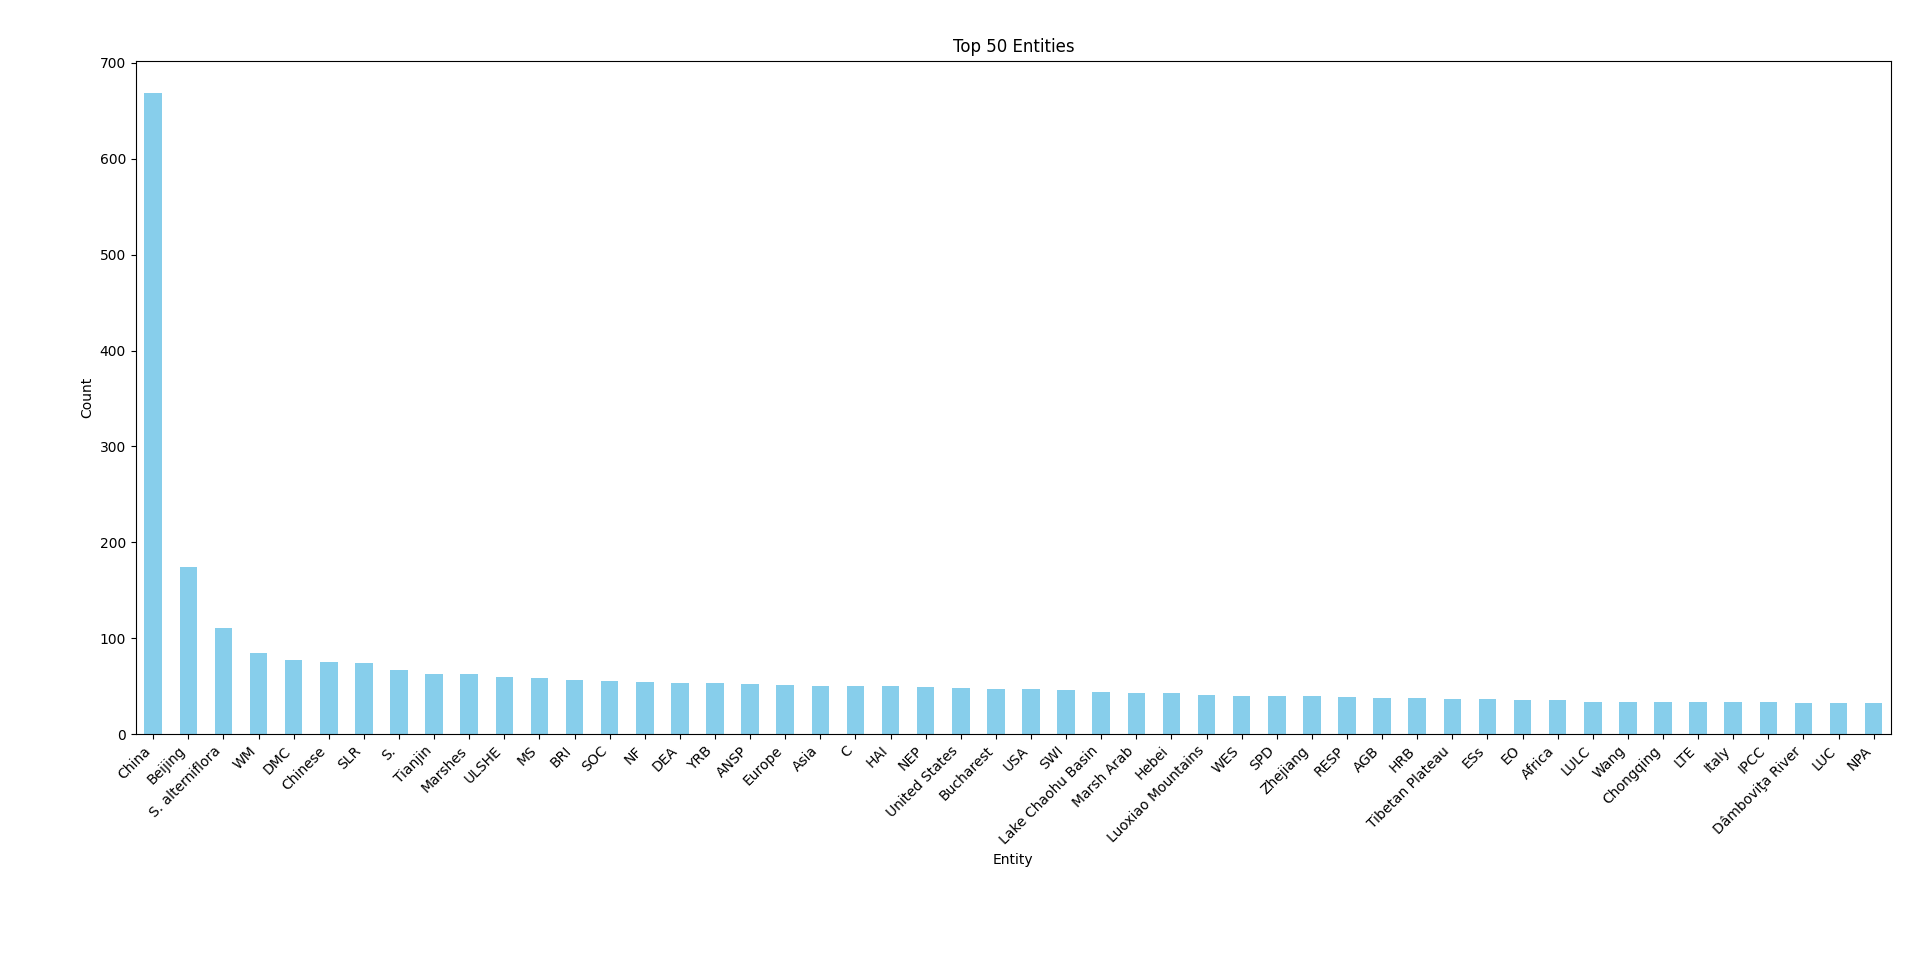 Top 50 Entities
700
600
500
400
300
200
100
0
Count
China
Beijing
S. alterniflora
WM
DMC
Chinese
SLR
S.
Tianjin
Marshes
ULSHE
MS
BRI
SOC
NF
DEA
YRB
ANSP
Europe
Asia
C
HAI
NEP
United States
Bucharest
USA
SWI
Lake Chaohu Basin
Marsh Arab
Hebei
Luoxiao Mountains
WES
SPD
Zhejiang
RESP
AGB
HRB
Tibetan Plateau
ESs
EO
Africa
LULC
Wang
Chongqing
LTE
Italy
IPCC
Dâmboviţa River
LUC
NPA
Entity